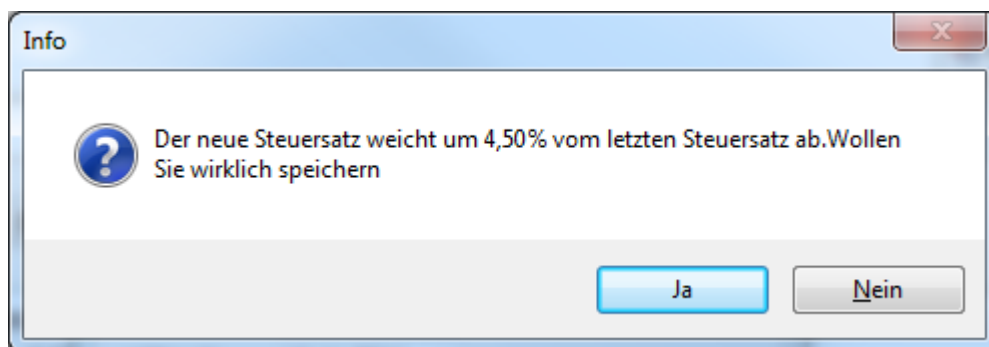 Info
Der neue Steuersatz weicht um 4,50% vom letzten Steuersatz ab.Wollen
Sie wirklich speichern
Ja
Nein